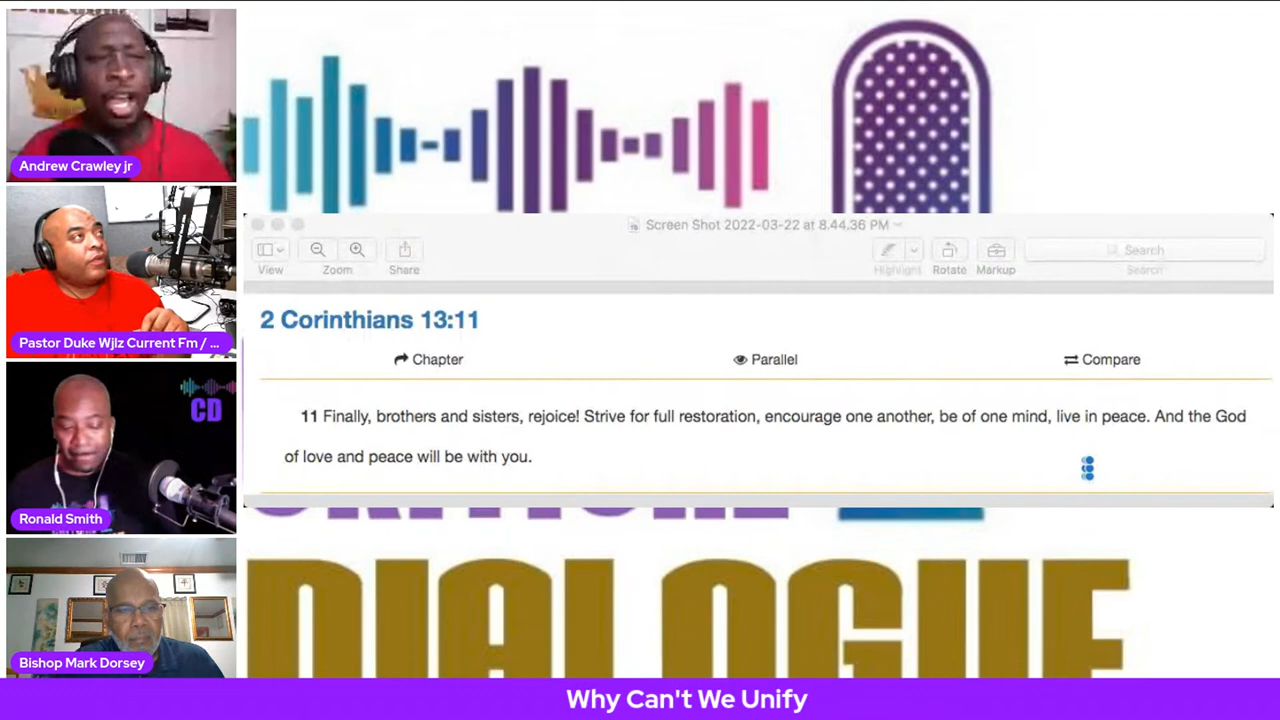 Andrew Crawley jr
Pastor Duke Wjlz Current Fm / ...
CD
Ronald Smith
Bishop Mark Dorsey
Screen Shot 2022-03-22 at 8.44.36 PM
View
Zoom
Share
Highlight
Rotate
Markup
Search
Search
2 Corinthians 13:11
Chapter
Parallel
Compare
11 Finally, brothers and sisters, rejoice! Strive for full restoration, encourage one another, be of one mind, live in peace. And the God
of love and peace will be with you.
DIALOGUE
Why Can't We Unify